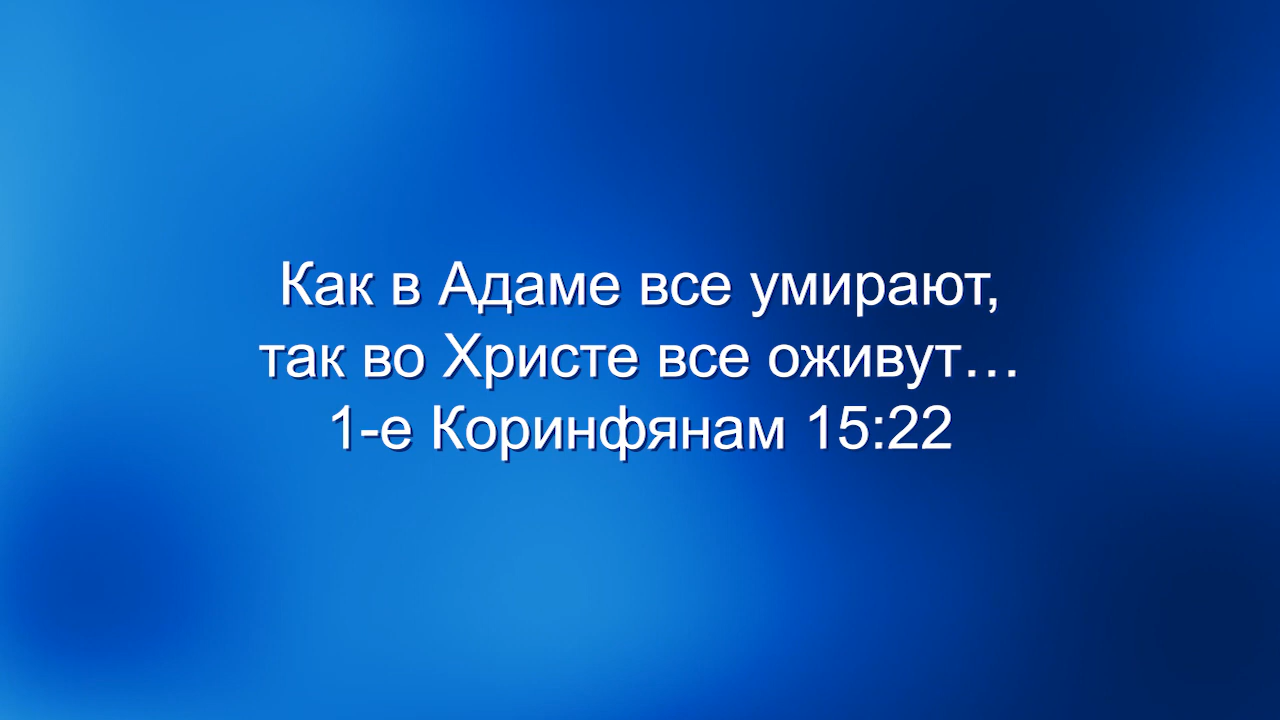 Как в Адаме все умирают,
так во Христе все оживут…
1-е Коринфянам 15:22